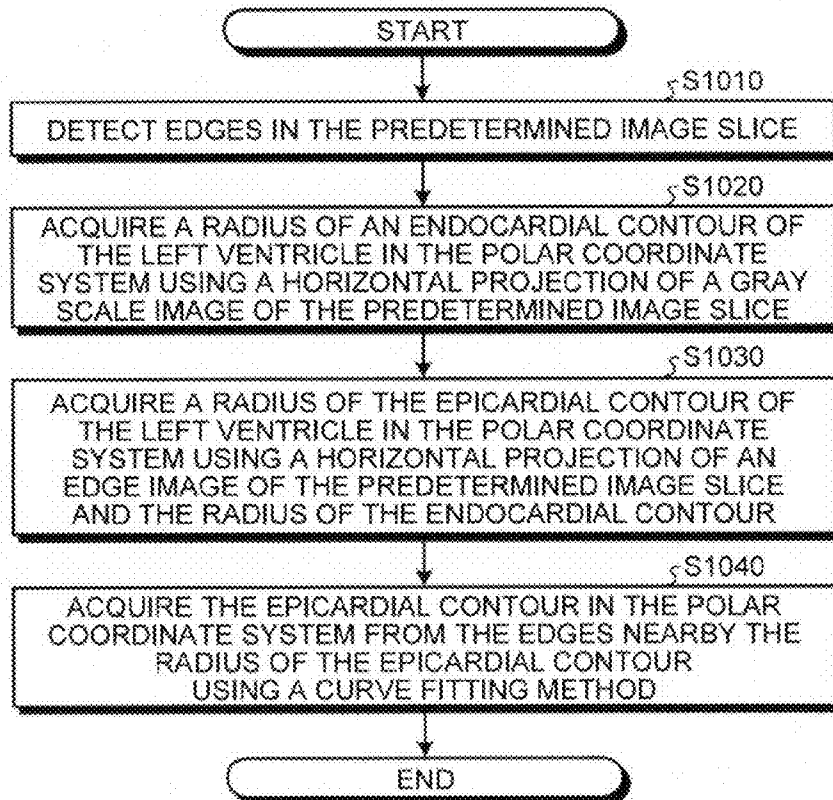 START
S1010
DETECT EDGES IN THE PREDETERMINED IMAGE SLICE
S1020
ACQUIRE A RADIUS OF AN ENDOCARDIAL CONTOUR OF
THE LEFT VENTRICLE IN THE POLAR COORDINATE
SYSTEM USING A HORIZONTAL PROJECTION OF A GRAY
SCALE IMAGE OF THE PREDETERMINED IMAGE SLICE
S1030
ACQUIRE A RADIUS OF THE EPICARDIAL CONTOUR OF
THE LEFT VENTRICLE IN THE POLAR COORDINATE
SYSTEM USING A HORIZONTAL PROJECTION OF AN
EDGE IMAGE OF THE PREDETERMINED IMAGE SLICE
AND THE RADIUS OF THE ENDOCARDIAL CONTOUR
S1040
ACQUIRE THE EPICARDIAL CONTOUR IN THE POLAR
COORDINATE SYSTEM FROM THE EDGES NEARBY THE
RADIUS OF THE EPICARDIAL CONTOUR
USING A CURVE FITTING METHOD
END